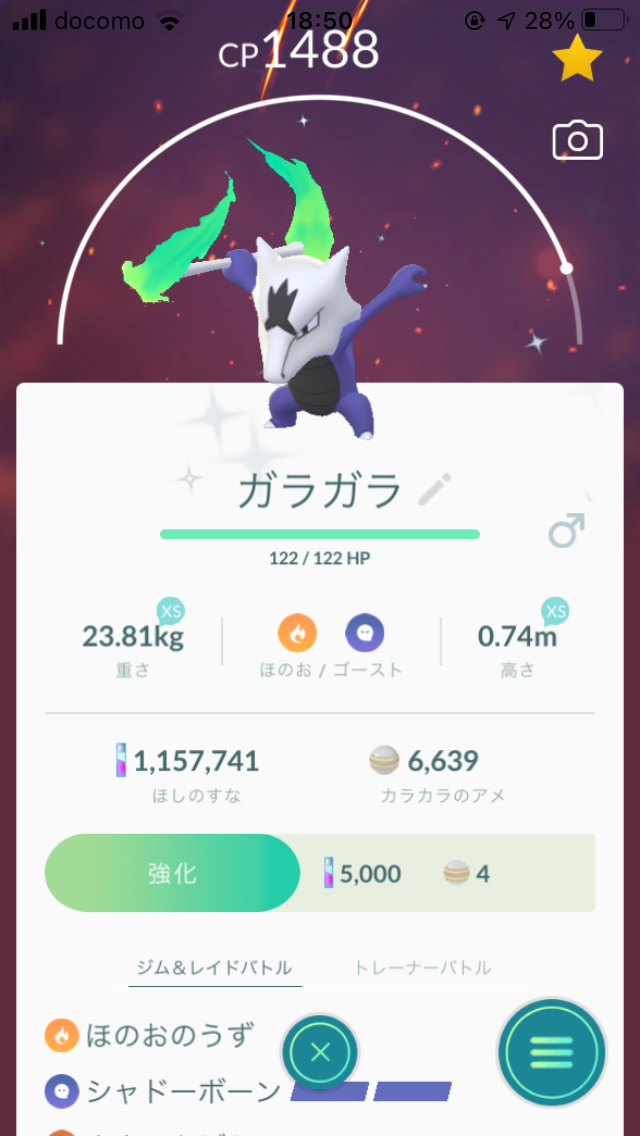 docomo 18:50 28%
CP1488
ガラガラ
122 / 122 HP
XS XS
23.81kg 0.74m
重さ ほのお / ゴースト 高さ
1,157,741 6,639
ほしのすな カラカラのアメ
強化 5,000 4
ジム&レイドバトル トレーナーバトル
ほのおのうず
シャドーボーン